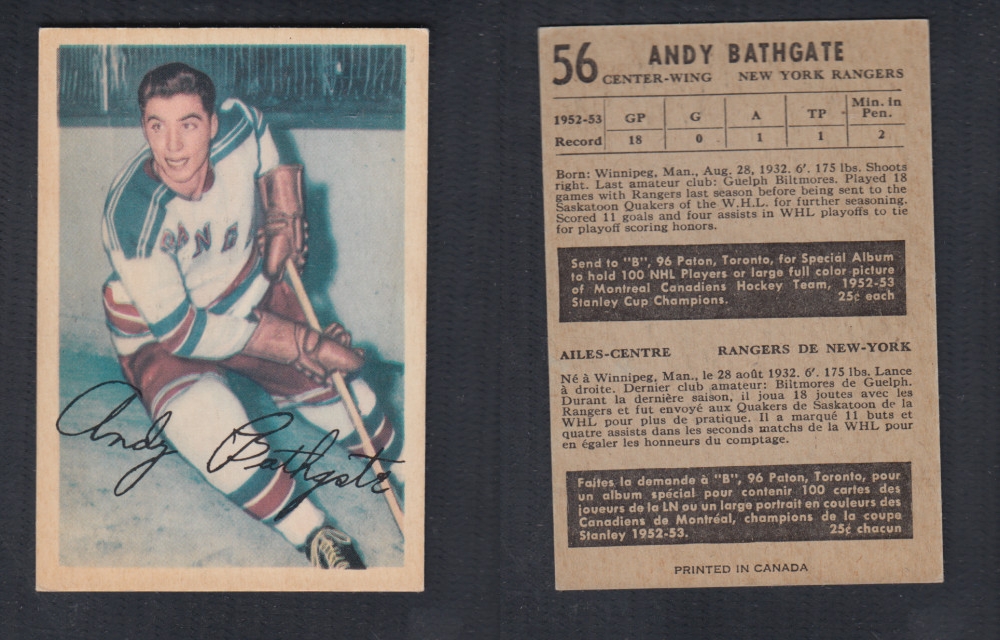 RANG
Andy Bathgate
56 ANDY BATHGATE
CENTER-WING NEW YORK RANGERS
1952-53 Record GP G A TP Min. in Pen.
18 0 1 1 2
Born: Winnipeg, Man., Aug. 28, 1932. 6'. 175 lbs. Shoots
right. Last amateur club: Guelph Biltmores. Played 18
games with Rangers last season before being sent to the
Saskatoon Quakers of the W.H.L. for further seasoning.
Scored 11 goals and four assists in WHL playoffs to tie
for playoff scoring honors.
Send to "B", 96 Paton, Toronto, for Special Album
to hold 100 NHL Players or large full color picture
of Montreal Canadiens Hockey Team, 1952-53
Stanley Cup Champions. 25¢ each
AILES-CENTRE RANGERS DE NEW-YORK
Né à Winnipeg, Man., le 28 août 1932. 6'. 175 lbs. Lance
à droite. Dernier club amateur: Biltmores de Guelph.
Durant la dernière saison, il joua 18 joutes avec les
Rangers et fut envoyé aux Quakers de Saskatoon de la
WHL pour plus de pratique. Il a marqué 11 buts et
quatre assists dans les seconds matchs de la WHL pour
en égaler les honneurs du comptage.
Faites la demande à "B", 96 Paton, Toronto, pour
un album spécial pour contenir 100 cartes des
joueurs de la LN ou un large portrait en couleurs des
Canadiens de Montréal, champions de la coupe
Stanley 1952-53. 25¢ chacun
PRINTED IN CANADA